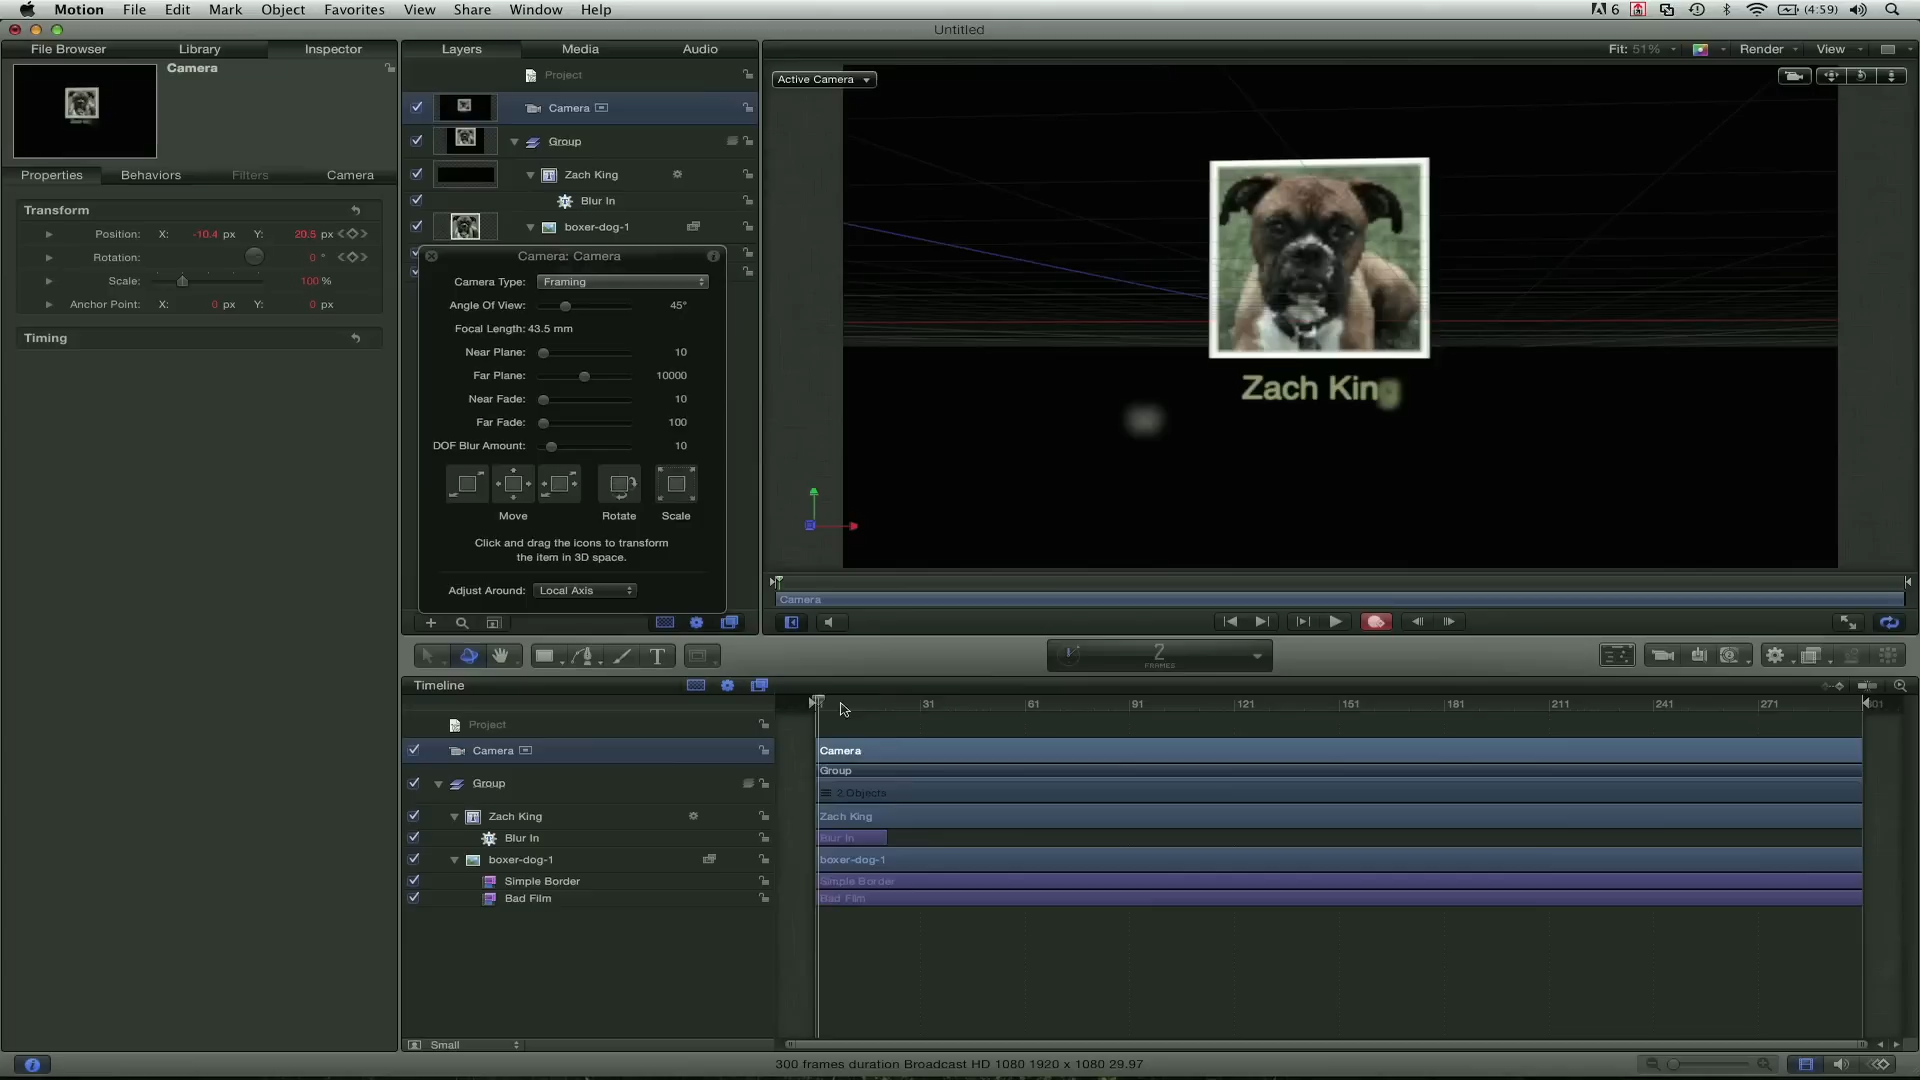 Motion File Edit Mark Object Favorites View Share Window Help
6 (4:59)
Untitled
File Browser Library Inspector
Layers Media Audio
Fit: 51% Render View
Camera
Active Camera
Project
Camera
Group
Zach King
Blur In
boxer-dog-1
Properties Behaviors Filters Camera
Transform
Position: X: -10.4 px Y: 20.5 px
Rotation: 0 °
Scale: 100 %
Anchor Point: X: 0 px Y: 0 px
Timing
Camera: Camera
Camera Type: Framing
Angle Of View: 45°
Focal Length: 43.5 mm
Near Plane: 10
Far Plane: 10000
Near Fade: 10
Far Fade: 100
DOF Blur Amount: 10
Move Rotate Scale
Click and drag the icons to transform
the item in 3D space.
Adjust Around: Local Axis
Zach King
Camera
2
FRAMES
Timeline
31 61 91 121 151 181 211 241 271 301
Project
Camera
Camera
Group
Group
2 Objects
Zach King
Zach King
Blur In
Blur In
boxer-dog-1
boxer-dog-1
Simple Border
Simple Border
Bad Film
Bad Film
Small
300 frames duration Broadcast HD 1080 1920 x 1080 29.97